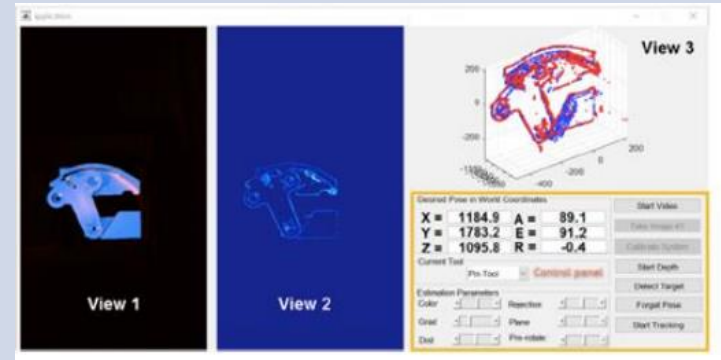 Application
View 1
View 2
View 3
200
0
-200
-400
-200
0
200
Desired Pose in World Coordinates
X = 1184.9 A = 89.1
Y = 1783.2 E = 91.2
Z = 1095.8 R = -0.4
Current Tool
Pin-Tool
Control panel
Estimation Parameters
Color Rejection
Grad Plane
Dist Pre-rotate
Start Video
Take Image #1
Calibrate System
Start Depth
Detect Target
Forget Pose
Start Tracking